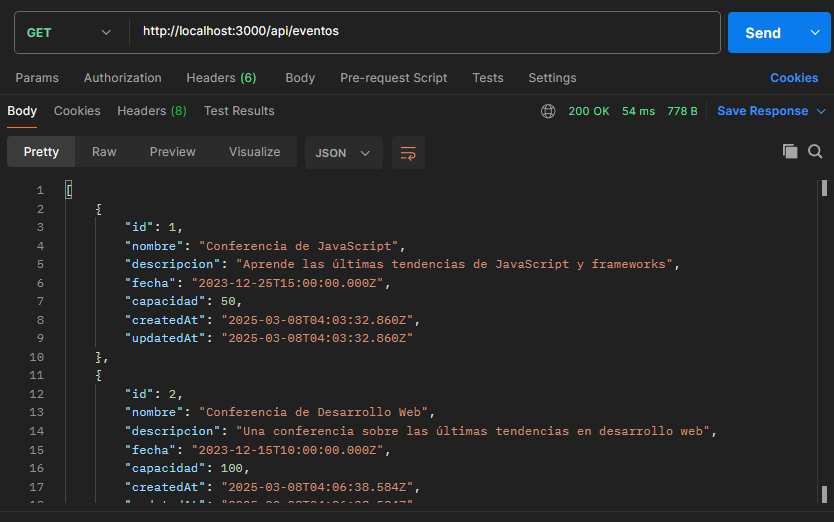 GET http://localhost:3000/api/eventos Send
Params Authorization Headers (6) Body Pre-request Script Tests Settings Cookies
Body Cookies Headers (8) Test Results 200 OK 54 ms 778 B Save Response
Pretty Raw Preview Visualize JSON
1 [
2 {
3 "id": 1,
4 "nombre": "Conferencia de JavaScript",
5 "descripcion": "Aprende las últimas tendencias de JavaScript y frameworks",
6 "fecha": "2023-12-25T15:00:00.000Z",
7 "capacidad": 50,
8 "createdAt": "2025-03-08T04:03:32.860Z",
9 "updatedAt": "2025-03-08T04:03:32.860Z"
10 },
11 {
12 "id": 2,
13 "nombre": "Conferencia de Desarrollo Web",
14 "descripcion": "Una conferencia sobre las últimas tendencias en desarrollo web",
15 "fecha": "2023-12-15T10:00:00.000Z",
16 "capacidad": 100,
17 "createdAt": "2025-03-08T04:06:38.584Z",